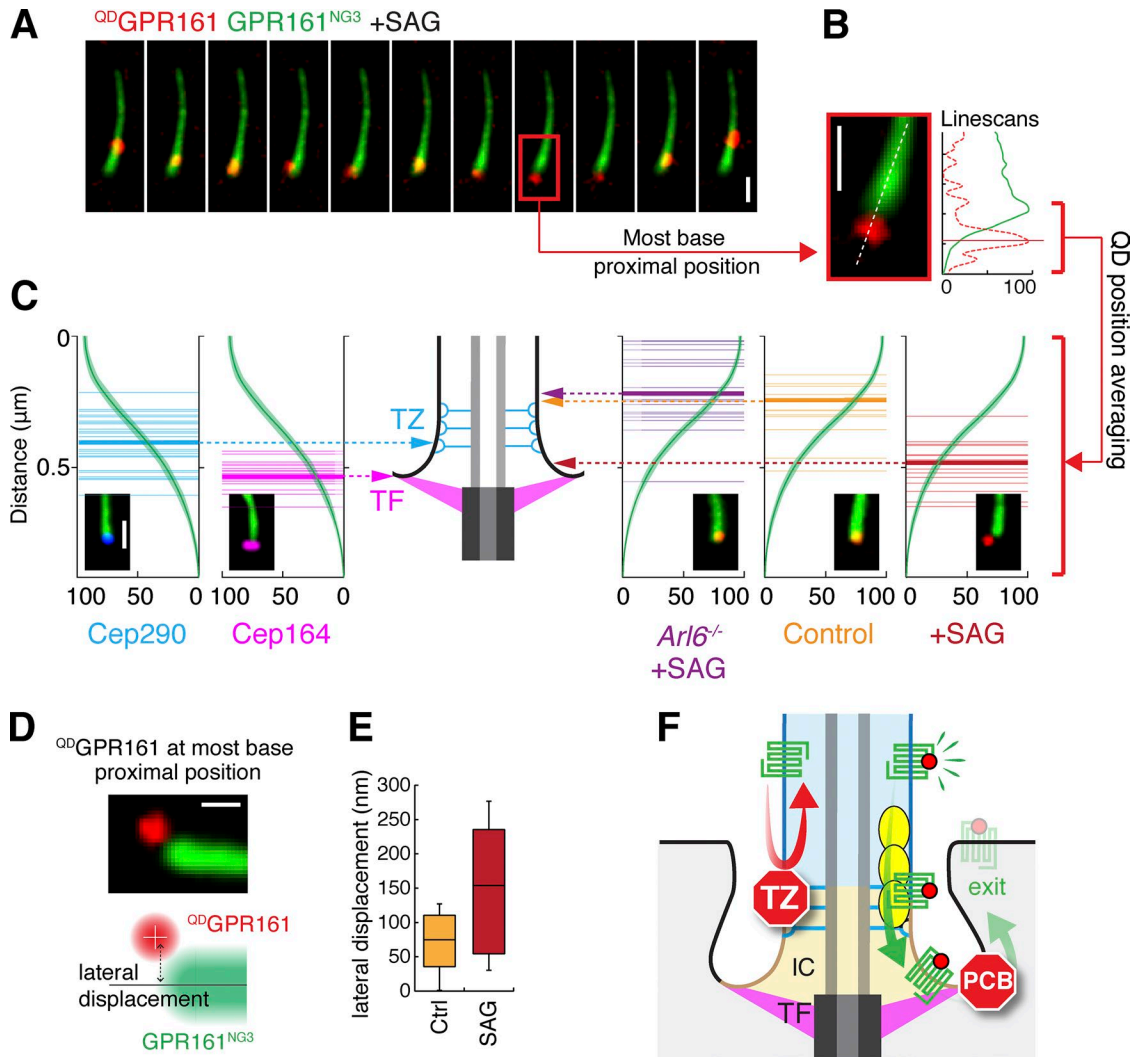 A
QDGPR161 GPR161NG3 +SAG
B
Linescans
0 100
Most base
proximal position
QD position averaging
C
0
0.5
Distance (μm)
TZ
TF
100 50 0
100 50 0
0 50 100
0 50 100
0 50 100
Cep290
Cep164
Arl6-/-
+SAG
Control
+SAG
D
QDGPR161 at most base
proximal position
QDGPR161
lateral
displacement
GPR161NG3
E
lateral displacement (nm)
300
250
200
150
100
50
0
Ctrl
SAG
F
TZ
exit
IC
PCB
TF